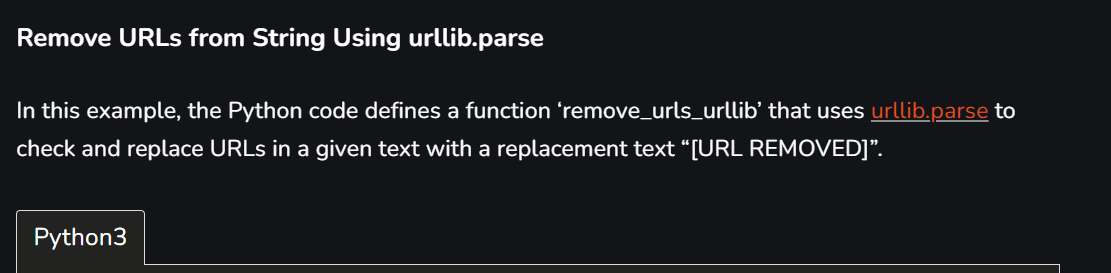 Remove URLs from String Using urllib.parse
In this example, the Python code defines a function ‘remove_urls_urllib’ that uses urllib.parse to
check and replace URLs in a given text with a replacement text “[URL REMOVED]”.
Python3